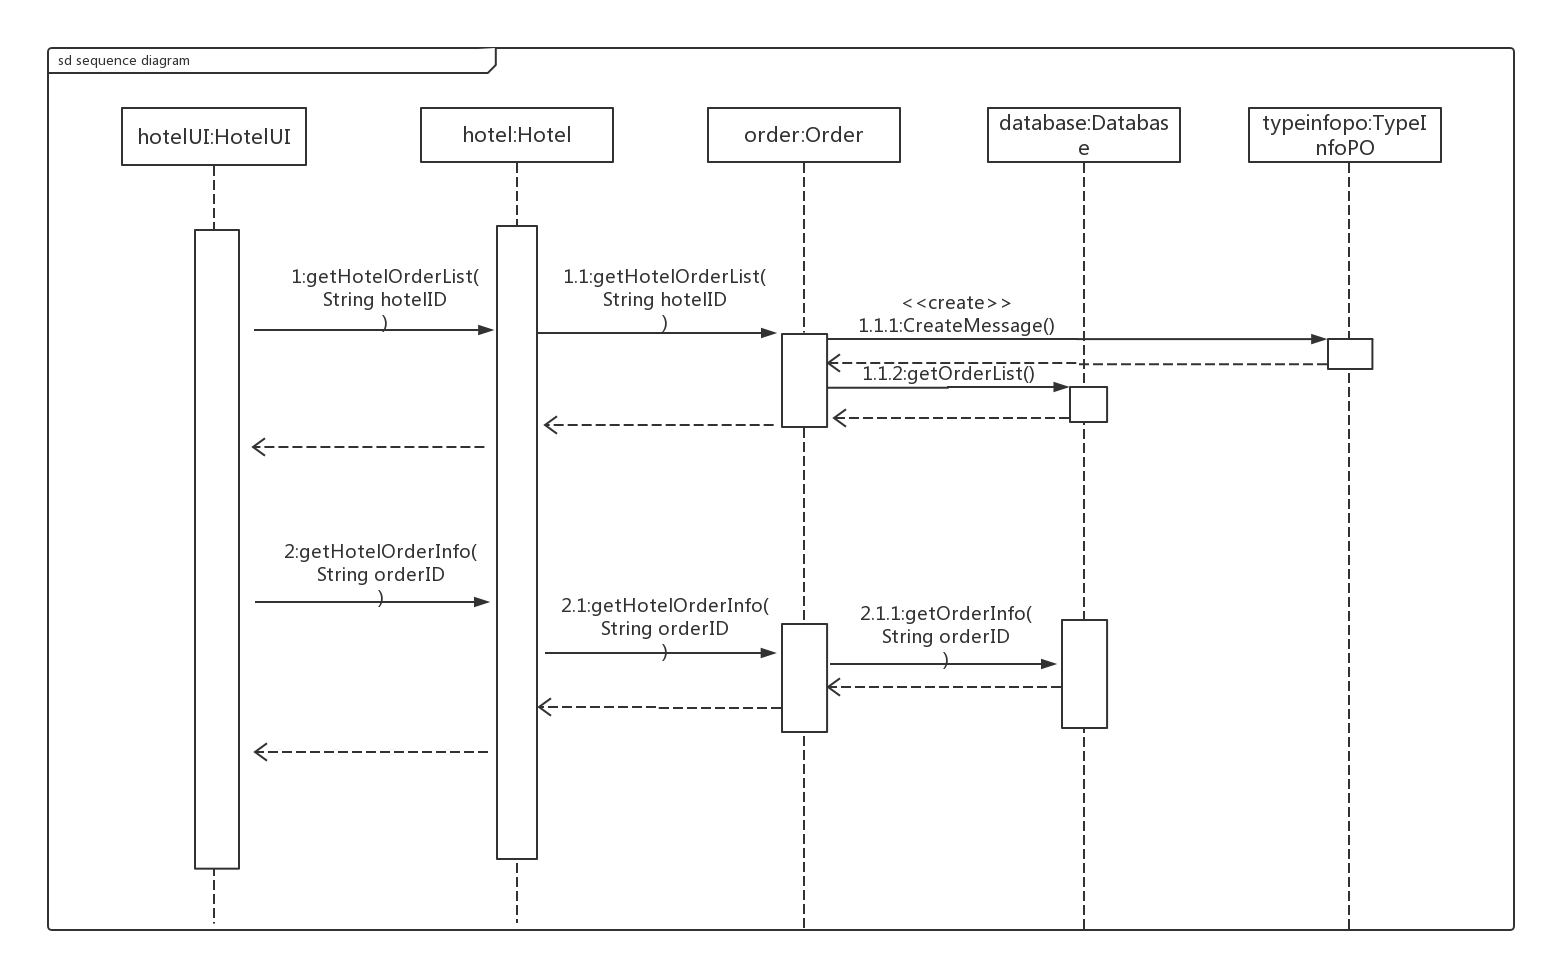 sd sequence diagram
hotelUI:HotelUI
hotel:Hotel
order:Order
database:Databas
e
typeinfopo:TypeI
nfoPO
1:getHotelOrderList(
String hotelID
)
1.1:getHotelOrderList(
String hotelID
)
<<create>>
1.1.1:CreateMessage()
1.1.2:getOrderList()
2:getHotelOrderInfo(
String orderID
)
2.1:getHotelOrderInfo(
String orderID
)
2.1.1:getOrderInfo(
String orderID
)